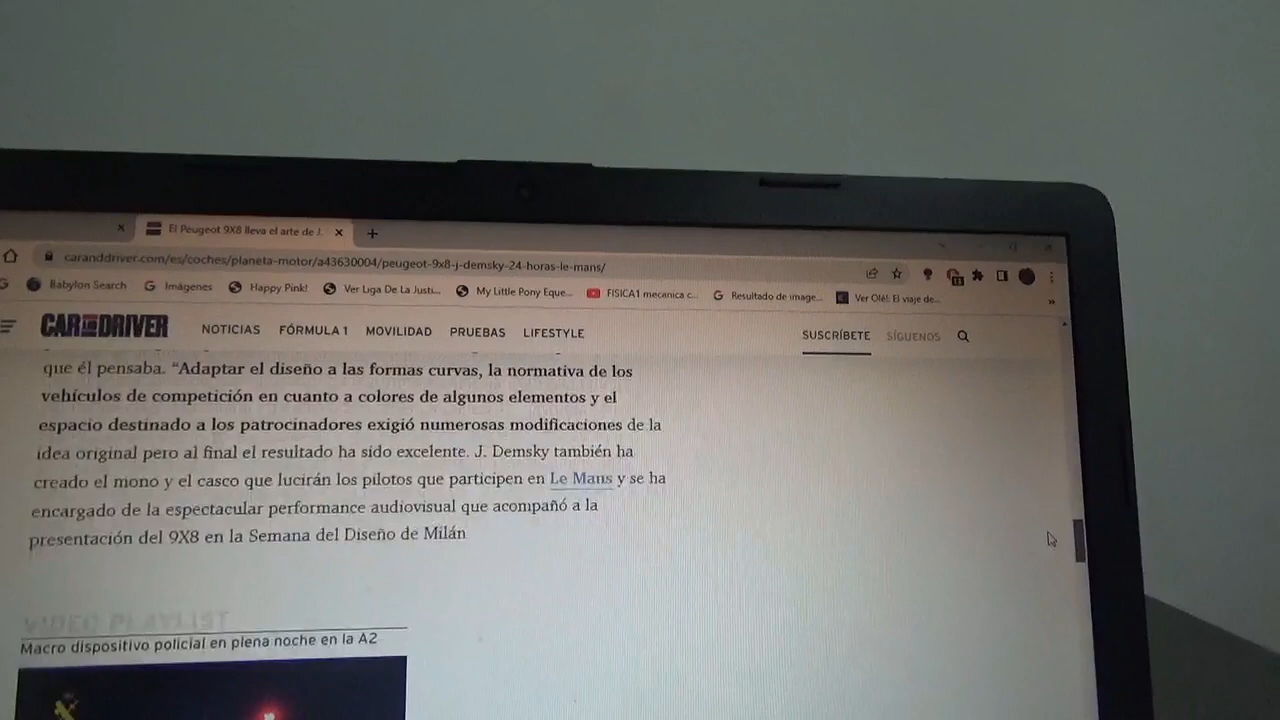 El Peugeot 9X8 lleva el arte de J.
caranddriver.com/es/coches/planeta-motor/a43630004/peugeot-9x8-j-demsky-24-horas-le-mans/
Babylon Search
Imágenes
Happy Pink!
Ver Liga De La Justi...
My Little Pony Eque...
FISICA1 mecanica c...
Resultado de image...
Ver Olé!: El viaje de...
CAR AND DRIVER
NOTICIAS
FÓRMULA 1
MOVILIDAD
PRUEBAS
LIFESTYLE
SUSCRÍBETE
SÍGUENOS
que él pensaba. “Adaptar el diseño a las formas curvas, la normativa de los
vehículos de competición en cuanto a colores de algunos elementos y el
espacio destinado a los patrocinadores exigió numerosas modificaciones de la
idea original pero al final el resultado ha sido excelente. J. Demsky también ha
creado el mono y el casco que lucirán los pilotos que participen en Le Mans y se ha
encargado de la espectacular performance audiovisual que acompañó a la
presentación del 9X8 en la Semana del Diseño de Milán
VIDEO PLAYLIST
Macro dispositivo policial en plena noche en la A2